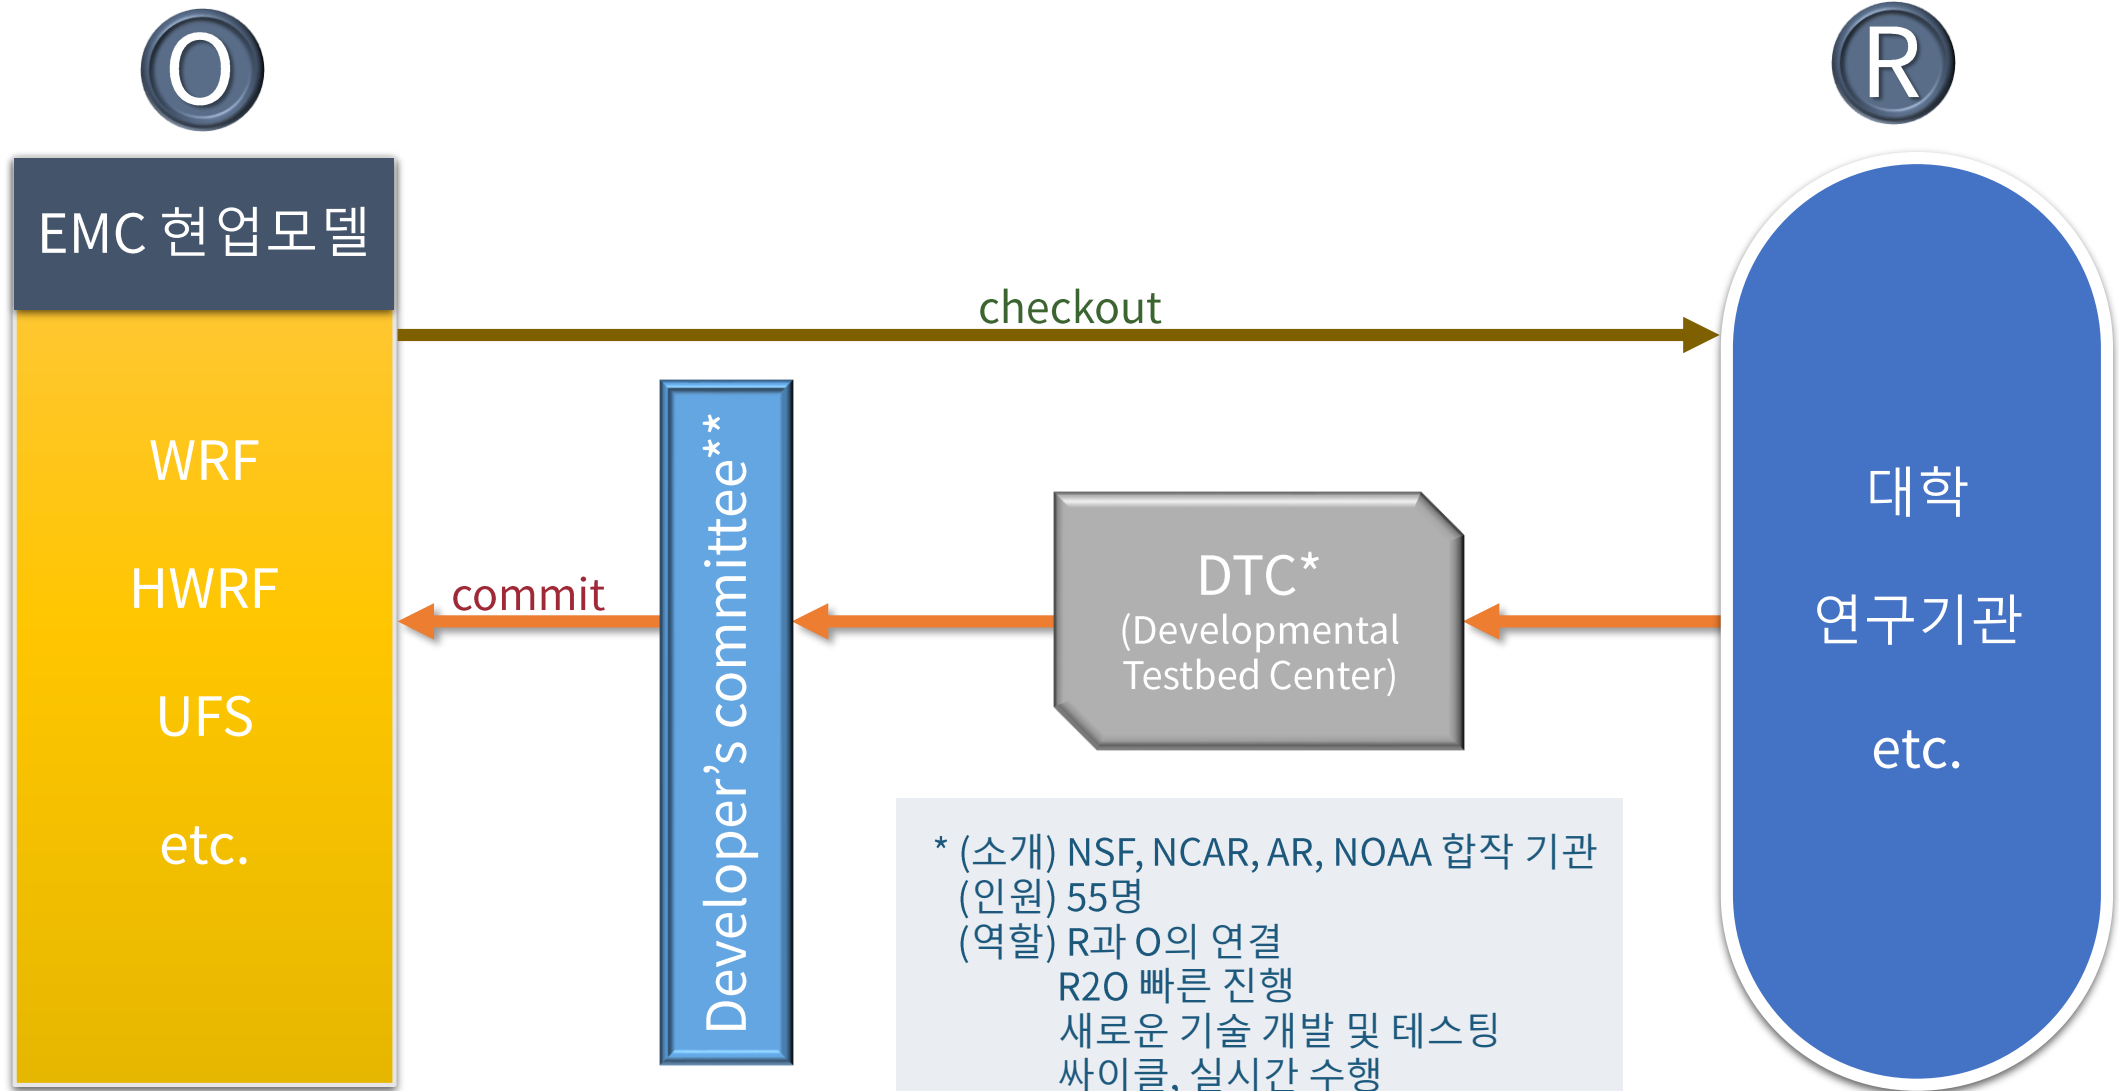 O
R
EMC 현업모델
WRF
HWRF
UFS
etc.
checkout
commit
Developer’s committee**
DTC*
(Developmental
Testbed Center)
대학
연구기관
etc.
* (소개) NSF, NCAR, AR, NOAA 합작 기관
(인원) 55명
(역할) R과 O의 연결
R2O 빠른 진행
새로운 기술 개발 및 테스팅
싸이클, 실시간 수행